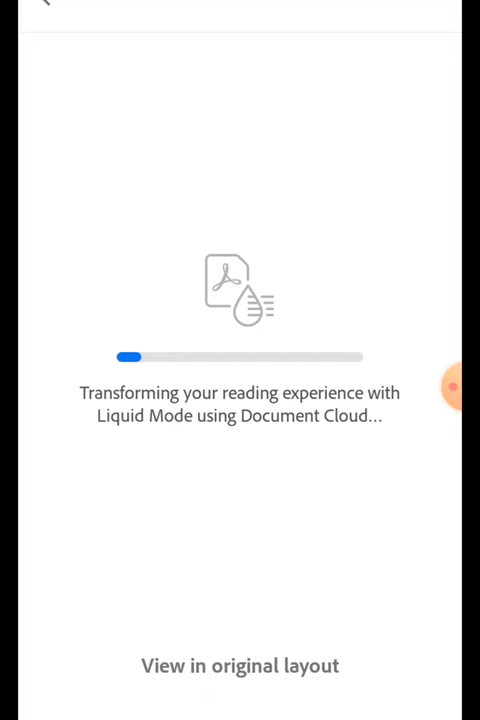 Transforming your reading experience with
Liquid Mode using Document Cloud...
View in original layout